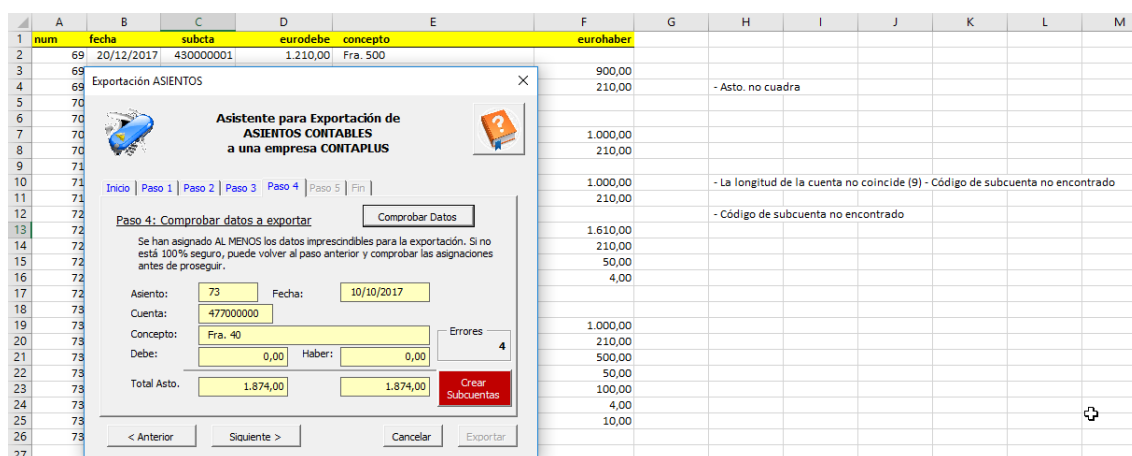 A B C D E F G H I J K L M
1 num fecha subcta eurodebe concepto eurohaber
2 69 20/12/2017 430000001 1.210,00 Fra. 500
3 69 900,00
4 69 210,00 - Asto. no cuadra
5 70
6 70
7 70 1.000,00
8 70 210,00
9 71
10 71 1.000,00 - La longitud de la cuenta no coincide (9) - Código de subcuenta no encontrado
11 71 210,00
12 72 - Código de subcuenta no encontrado
13 72 1.610,00
14 72 210,00
15 72 50,00
16 72 4,00
17 72
18 73
19 73 1.000,00
20 73 210,00
21 73 500,00
22 73 50,00
23 73 100,00
24 73 4,00
25 73 10,00
26 73
27
Exportación ASIENTOS
Asistente para Exportación de
ASIENTOS CONTABLES
a una empresa CONTAPLUS
?
Inicio Paso 1 Paso 2 Paso 3 Paso 4 Paso 5 Fin
Paso 4: Comprobar datos a exportar Comprobar Datos
Se han asignado AL MENOS los datos imprescindibles para la exportación. Si no
está 100% seguro, puede volver al paso anterior y comprobar las asignaciones
antes de proseguir.
Asiento: 73 Fecha: 10/10/2017
Cuenta: 477000000
Concepto: Fra. 40
Errores
4
Debe: 0,00 Haber: 0,00
Total Asto. 1.874,00 1.874,00
Crear
Subcuentas
< Anterior Siguiente > Cancelar Exportar